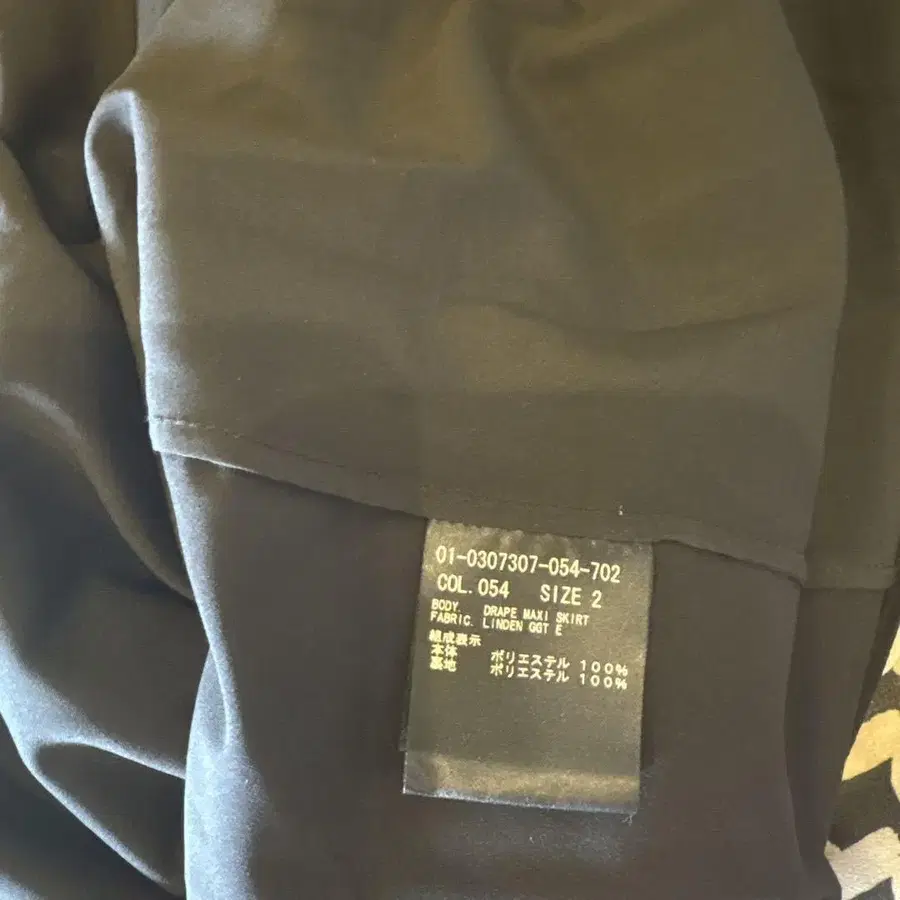 01-0307307-054-702
COL.054 SIZE 2
BODY. DRAPE MAXI SKIRT
FABRIC. LINDEN GGT E
組成表示
本体 ポリエステル 100%
裏地 ポリエステル 100%